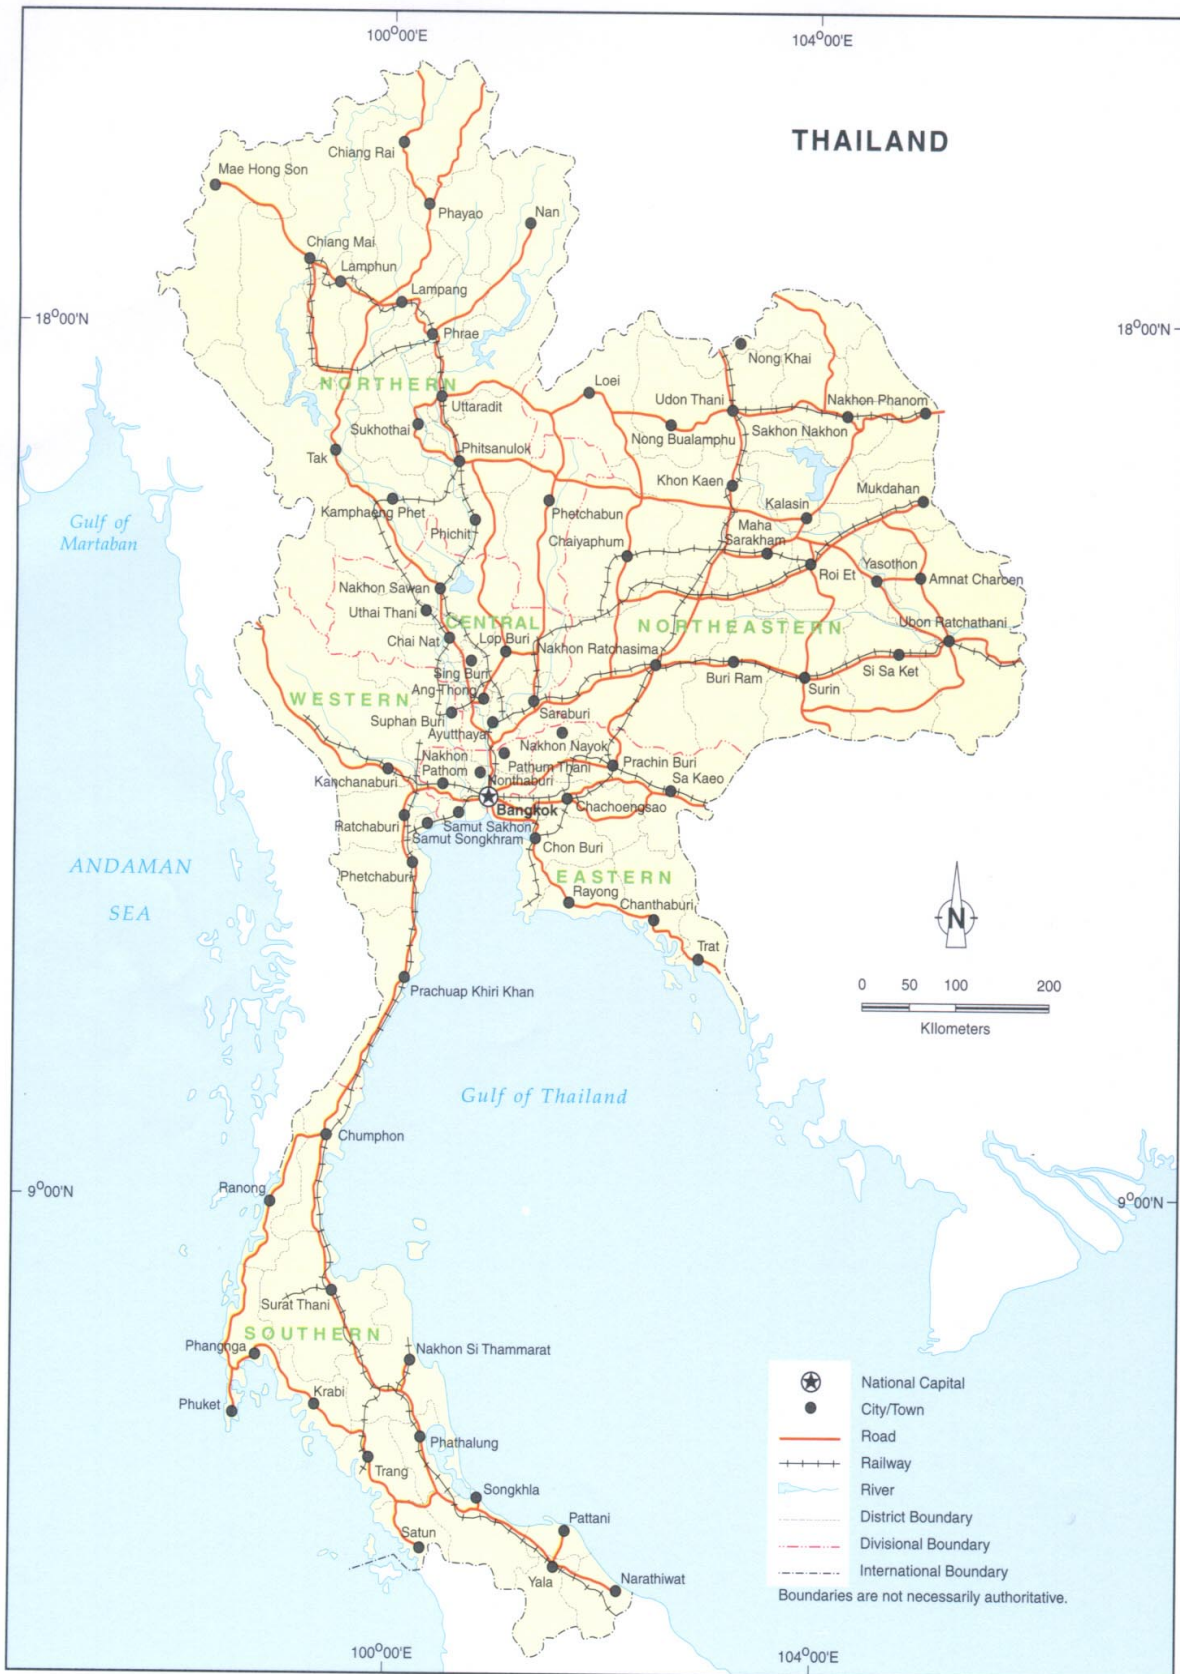 100°00'E
104°00'E
THAILAND
Chiang Rai
Mae Hong Son
Phayao
Nan
Chiang Mai
Lamphun
Lampang
18°00'N
18°00'N
Phrae
Nong Khai
NORTHERN
Loei
Uttaradit
Udon Thani
Nakhon Phanom
Sukhothai
Nong Bualamphu
Sakhon Nakhon
Tak
Phitsanulok
Khon Kaen
Mukdahan
Kamphaeng Phet
Phetchabun
Kalasin
Gulf of
Martaban
Phichit
Chaiyaphum
Maha
Sarakham
Roi Et
Yasothon
Amnat Charoen
Nakhon Sawan
Uthai Thani
CENTRAL
NORTHEASTERN
Ubon Ratchathani
Chai Nat
Lop Buri
Nakhon Ratchasima
Sing Buri
Buri Ram
Surin
Si Sa Ket
WESTERN
Ang Thong
Suphan Buri
Saraburi
Ayutthaya
Nakhon Nayok
Nakhon
Pathom
Pathum Thani
Prachin Buri
Kanchanaburi
Nonthaburi
Sa Kaeo
Bangkok
Chachoengsao
Ratchaburi
Samut Sakhon
Samut Songkhram
Chon Buri
Phetchaburi
ANDAMAN
SEA
EASTERN
Rayong
Chanthaburi
Trat
N
Prachuap Khiri Khan
0 50 100 200
KIlometers
Gulf of Thailand
Chumphon
Ranong
9°00'N
9°00'N
Surat Thani
SOUTHERN
Phangnga
Nakhon Si Thammarat
Phuket
Krabi
Phathalung
Trang
Songkhla
Pattani
Satun
Yala
Narathiwat
National Capital
City/Town
Road
Railway
River
District Boundary
Divisional Boundary
International Boundary
Boundaries are not necessarily authoritative.
100°00'E
104°00'E